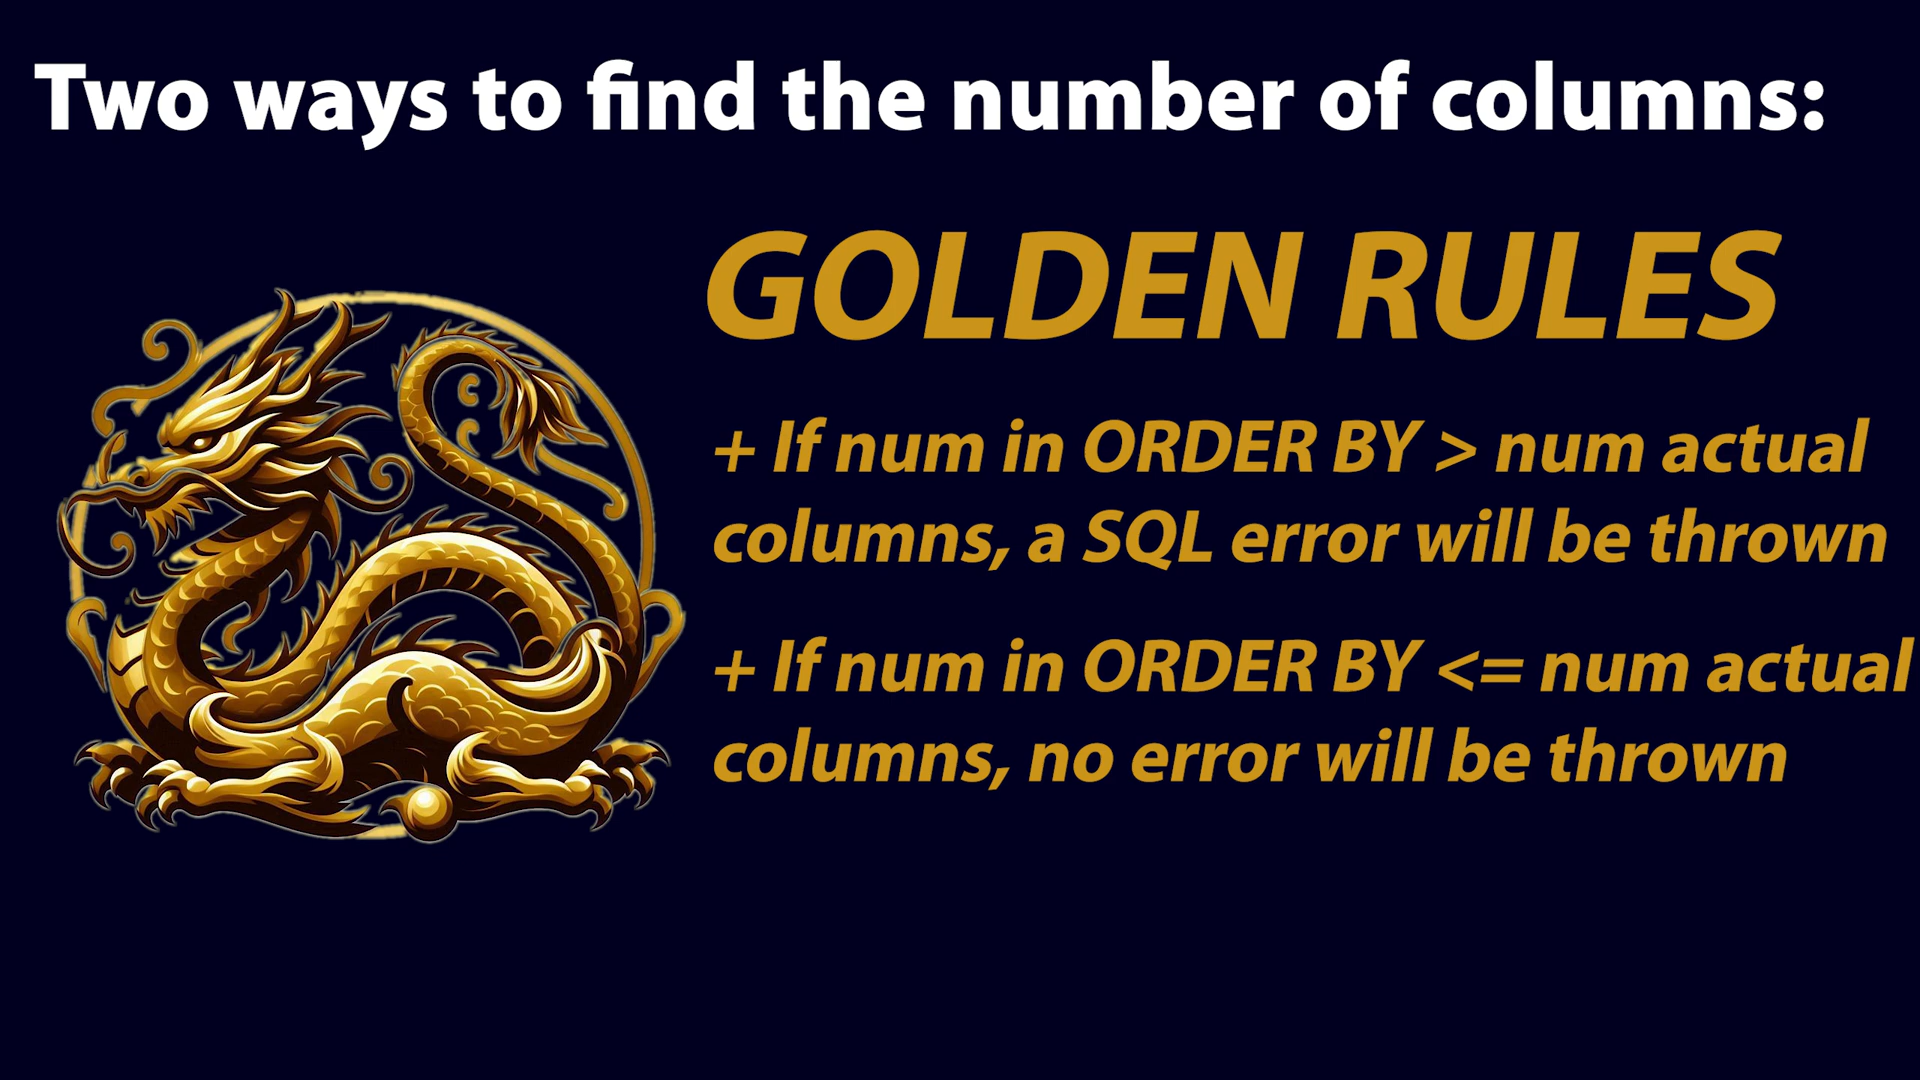 Two ways to find the number of columns:
GOLDEN RULES
+ If num in ORDER BY > num actual
columns, a SQL error will be thrown
+ If num in ORDER BY <= num actual
columns, no error will be thrown